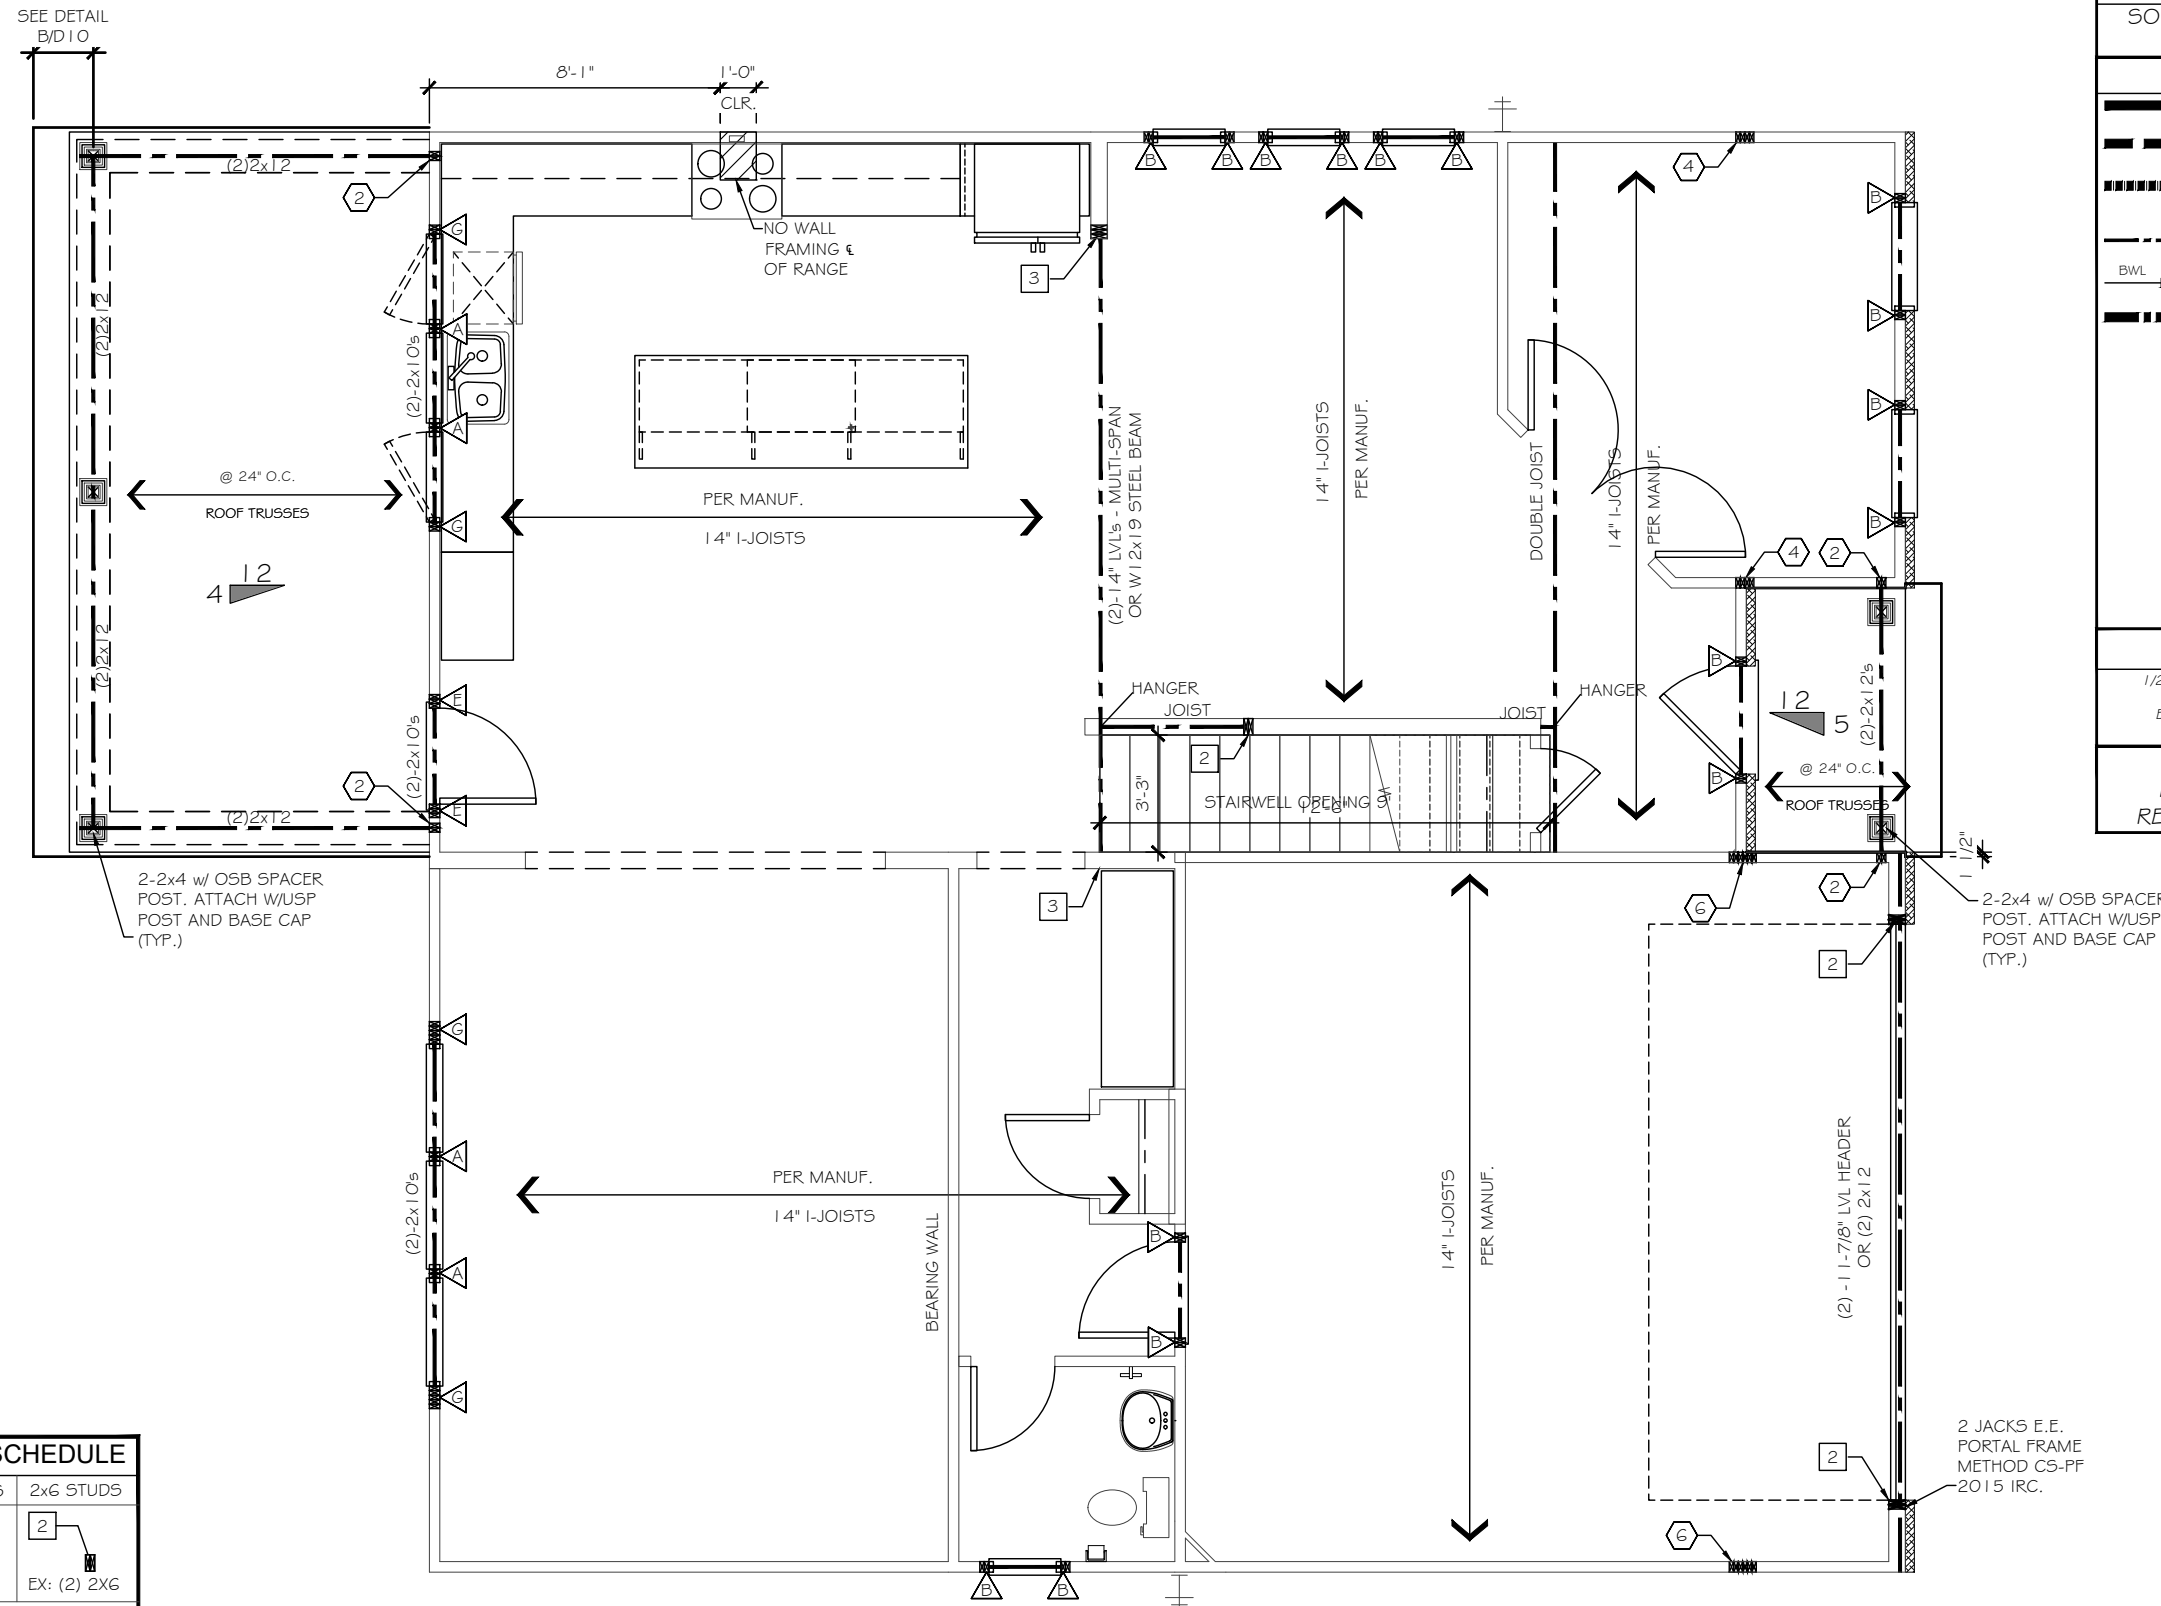 SEE DETAIL
B/D10
8'-1"
1'-0"
CLR.
SO
(2)2x12
2
G
NO WALL
FRAMING ℄
OF RANGE
3
B
B
B
B
B
B
4
B
B
B
B
BWL
(2)2x12
A
(2)-2x10's
A
G
@ 24" O.C.
ROOF TRUSSES
12
4
PER MANUF.
14" I-JOISTS
(2)-14" LVL's - MULTI-SPAN
OR W12x19 STEEL BEAM
14" I-JOISTS
PER MANUF.
DOUBLE JOIST
14" I-JOISTS
PER MANUF.
4
2
(2)2x12
E
(2)-2x10's
E
2
(2)2x12
HANGER
JOIST
2
3'-3"
STAIRWELL OPENING 9'
12'-6"
HANGER
JOIST
B
B
12
5
(2)-2x12's
@ 24" O.C.
ROOF TRUSSES
1/2
RE
1 1/2"
2-2x4 w/ OSB SPACER
POST. ATTACH W/USP
POST AND BASE CAP
(TYP.)
3
6
2
2-2x4 w/ OSB SPACER
POST. ATTACH W/USP
POST AND BASE CAP
(TYP.)
2
G
A
(2)-2x10's
A
G
PER MANUF.
14" I-JOISTS
BEARING WALL
B
B
14" I-JOISTS
PER MANUF.
(2) -11-7/8" LVL HEADER
OR (2) 2x12
2
2 JACKS E.E.
PORTAL FRAME
METHOD CS-PF
2015 IRC.
6
B
B
SCHEDULE
S
2x6 STUDS
2
EX: (2) 2X6